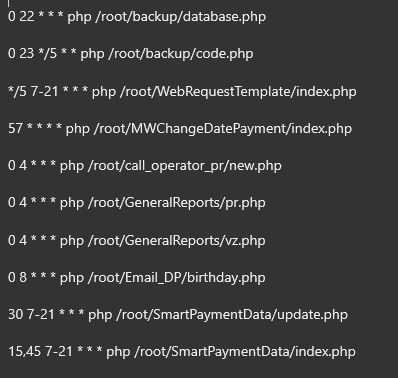 0 22 * * * php /root/backup/database.php
0 23 */5 * * php /root/backup/code.php
*/5 7-21 * * * php /root/WebRequestTemplate/index.php
57 * * * * php /root/MWChangeDatePayment/index.php
0 4 * * * php /root/call_operator_pr/new.php
0 4 * * * php /root/GeneralReports/pr.php
0 4 * * * php /root/GeneralReports/vz.php
0 8 * * * php /root/Email_DP/birthday.php
30 7-21 * * * php /root/SmartPaymentData/update.php
15,45 7-21 * * * php /root/SmartPaymentData/index.php